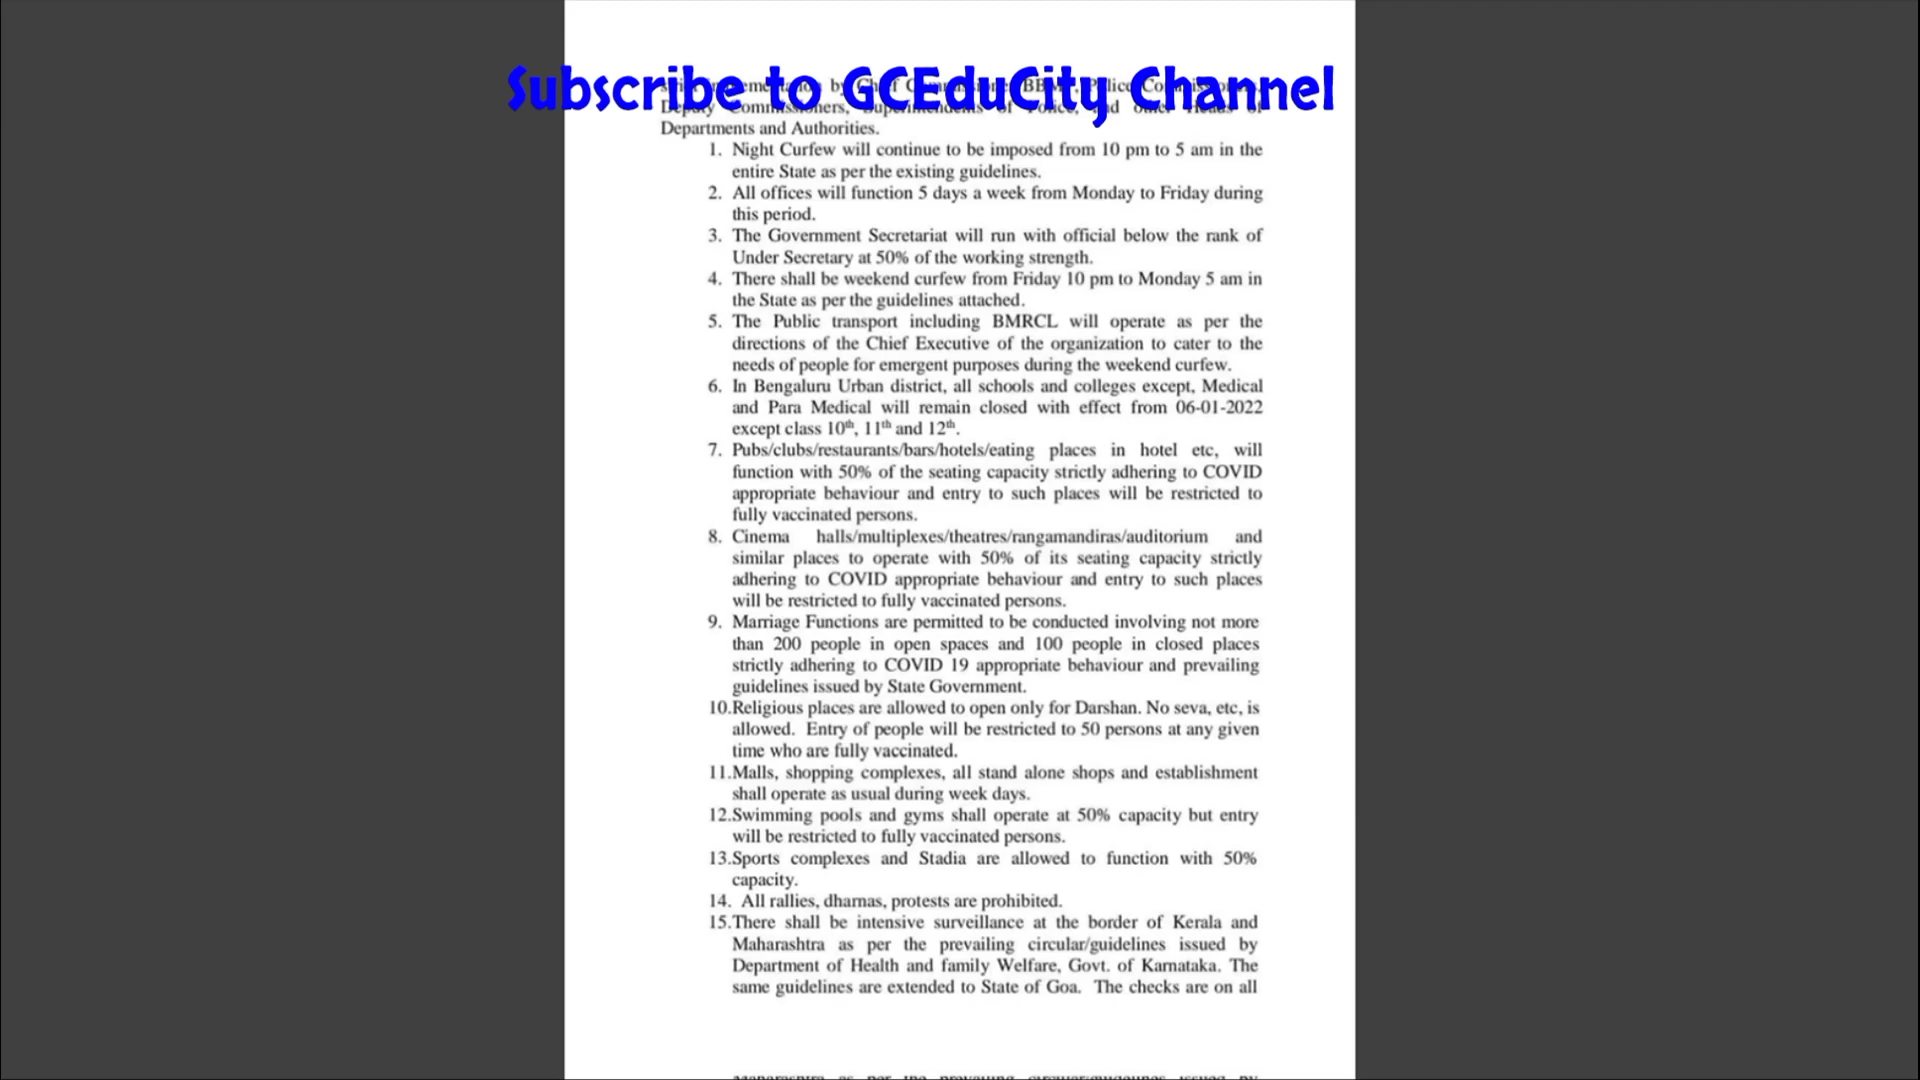 Subscribe to GCEduCity Channel
by
Departments and Authorities.
1. Night Curfew will continue to be imposed from 10 pm to 5 am in the
entire State as per the existing guidelines.
2. All offices will function 5 days a week from Monday to Friday during
this period.
3. The Government Secretariat will run with official below the rank of
Under Secretary at 50% of the working strength.
4. There shall be weekend curfew from Friday 10 pm to Monday 5 am in
the State as per the guidelines attached.
5. The Public transport including BMRCL will operate as per the
directions of the Chief Executive of the organization to cater to the
needs of people for emergent purposes during the weekend curfew.
6. In Bengaluru Urban district, all schools and colleges except, Medical
and Para Medical will remain closed with effect from 06-01-2022
except class 10th, 11th and 12th.
7. Pubs/clubs/restaurants/bars/hotels/eating places in hotel etc, will
function with 50% of the seating capacity strictly adhering to COVID
appropriate behaviour and entry to such places will be restricted to
fully vaccinated persons.
8. Cinema halls/multiplexes/theatres/rangamandiras/auditorium and
similar places to operate with 50% of its seating capacity strictly
adhering to COVID appropriate behaviour and entry to such places
will be restricted to fully vaccinated persons.
9. Marriage Functions are permitted to be conducted involving not more
than 200 people in open spaces and 100 people in closed places
strictly adhering to COVID 19 appropriate behaviour and prevailing
guidelines issued by State Government.
10.Religious places are allowed to open only for Darshan. No seva, etc, is
allowed. Entry of people will be restricted to 50 persons at any given
time who are fully vaccinated.
11.Malls, shopping complexes, all stand alone shops and establishment
shall operate as usual during week days.
12.Swimming pools and gyms shall operate at 50% capacity but entry
will be restricted to fully vaccinated persons.
13.Sports complexes and Stadia are allowed to function with 50%
capacity.
14. All rallies, dharnas, protests are prohibited.
15.There shall be intensive surveillance at the border of Kerala and
Maharashtra as per the prevailing circular/guidelines issued by
Department of Health and family Welfare, Govt. of Karnataka. The
same guidelines are extended to State of Goa. The checks are on all